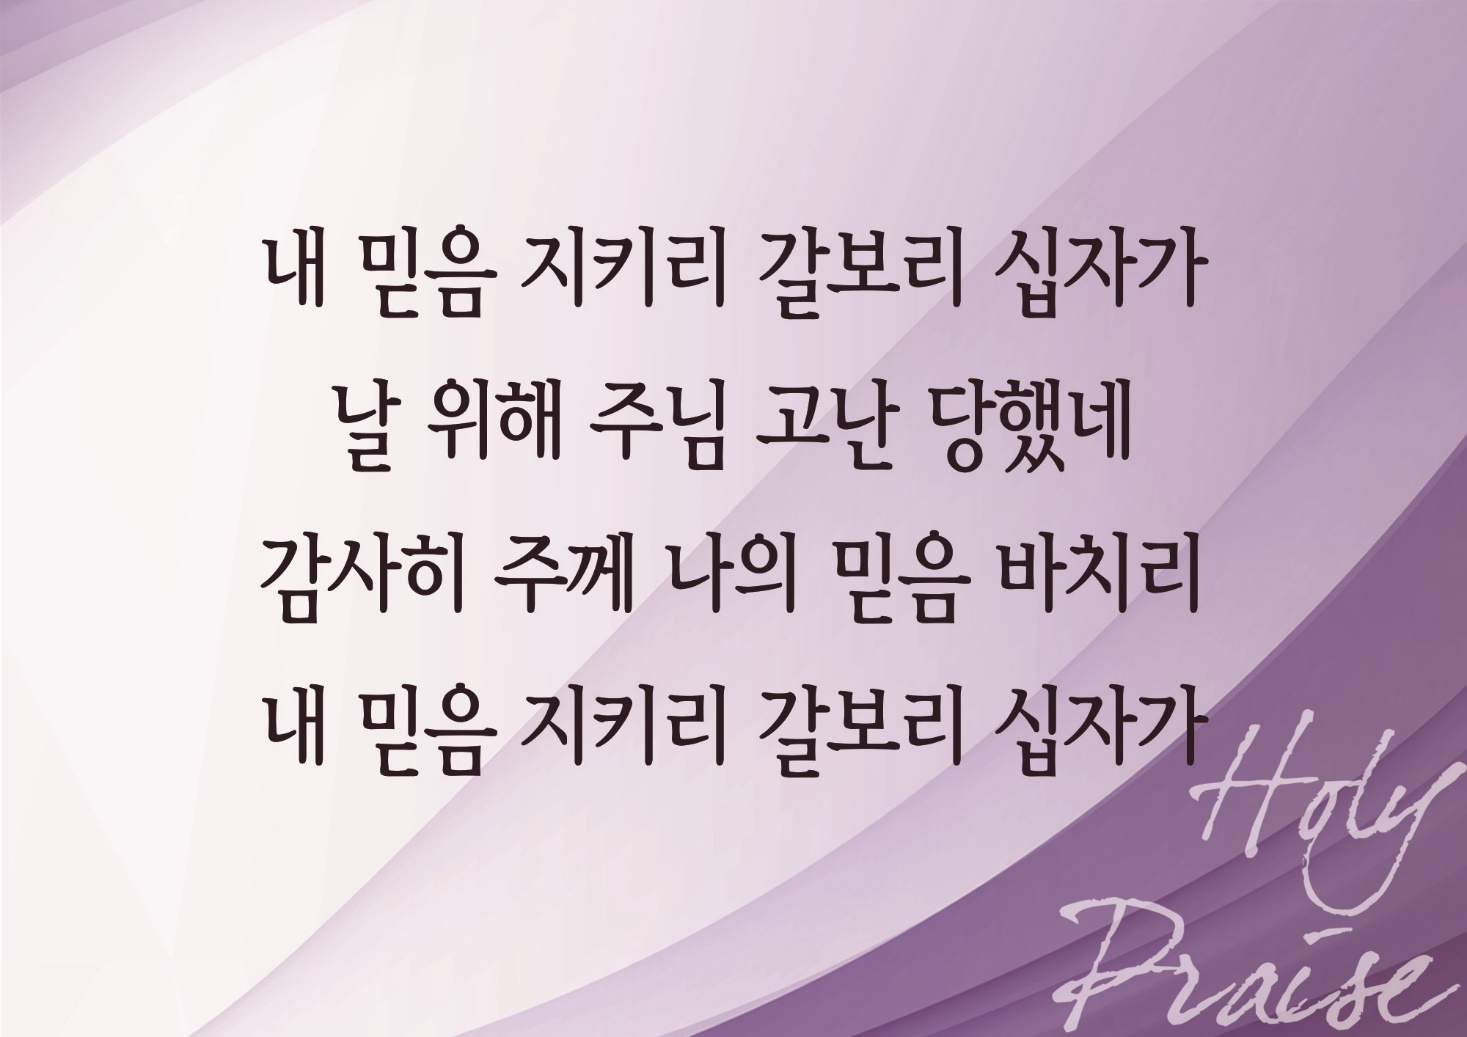 내 믿음 지키리 갈보리 십자가
날 위해 주님 고난 당했네
감사히 주께 나의 믿음 바치리
내 믿음 지키리 갈보리 십자가
Holy
Praise